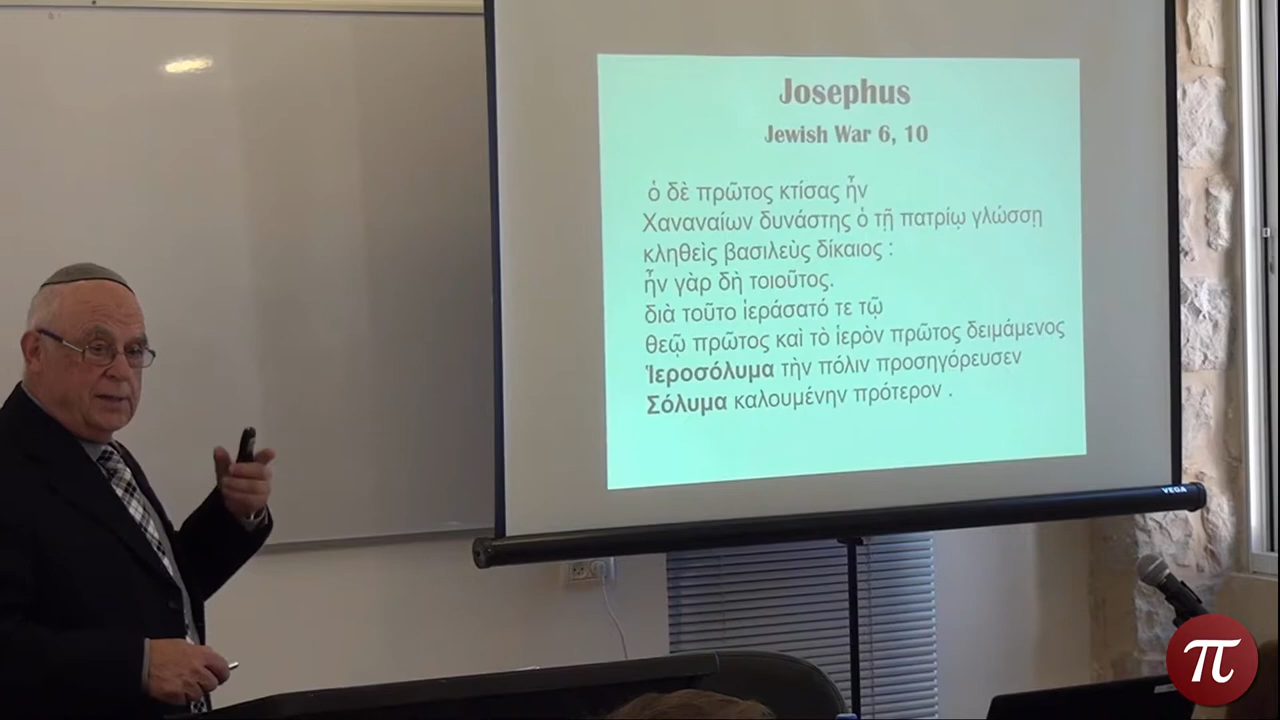 Josephus
Jewish War 6, 10
ὁ δὲ πρῶτος κτίσας ἦν
Χαναναίων δυνάστης ὁ τῇ πατρίῳ γλώσσῃ
κληθεὶς βασιλεὺς δίκαιος :
ἦν γὰρ δὴ τοιοῦτος.
διὰ τοῦτο ἱεράσατό τε τῷ
θεῷ πρῶτος καὶ τὸ ἱερὸν πρῶτος δειμάμενος
Ἱεροσόλυμα τὴν πόλιν προσηγόρευσεν
Σόλυμα καλουμένην πρότερον .
VEGA
π